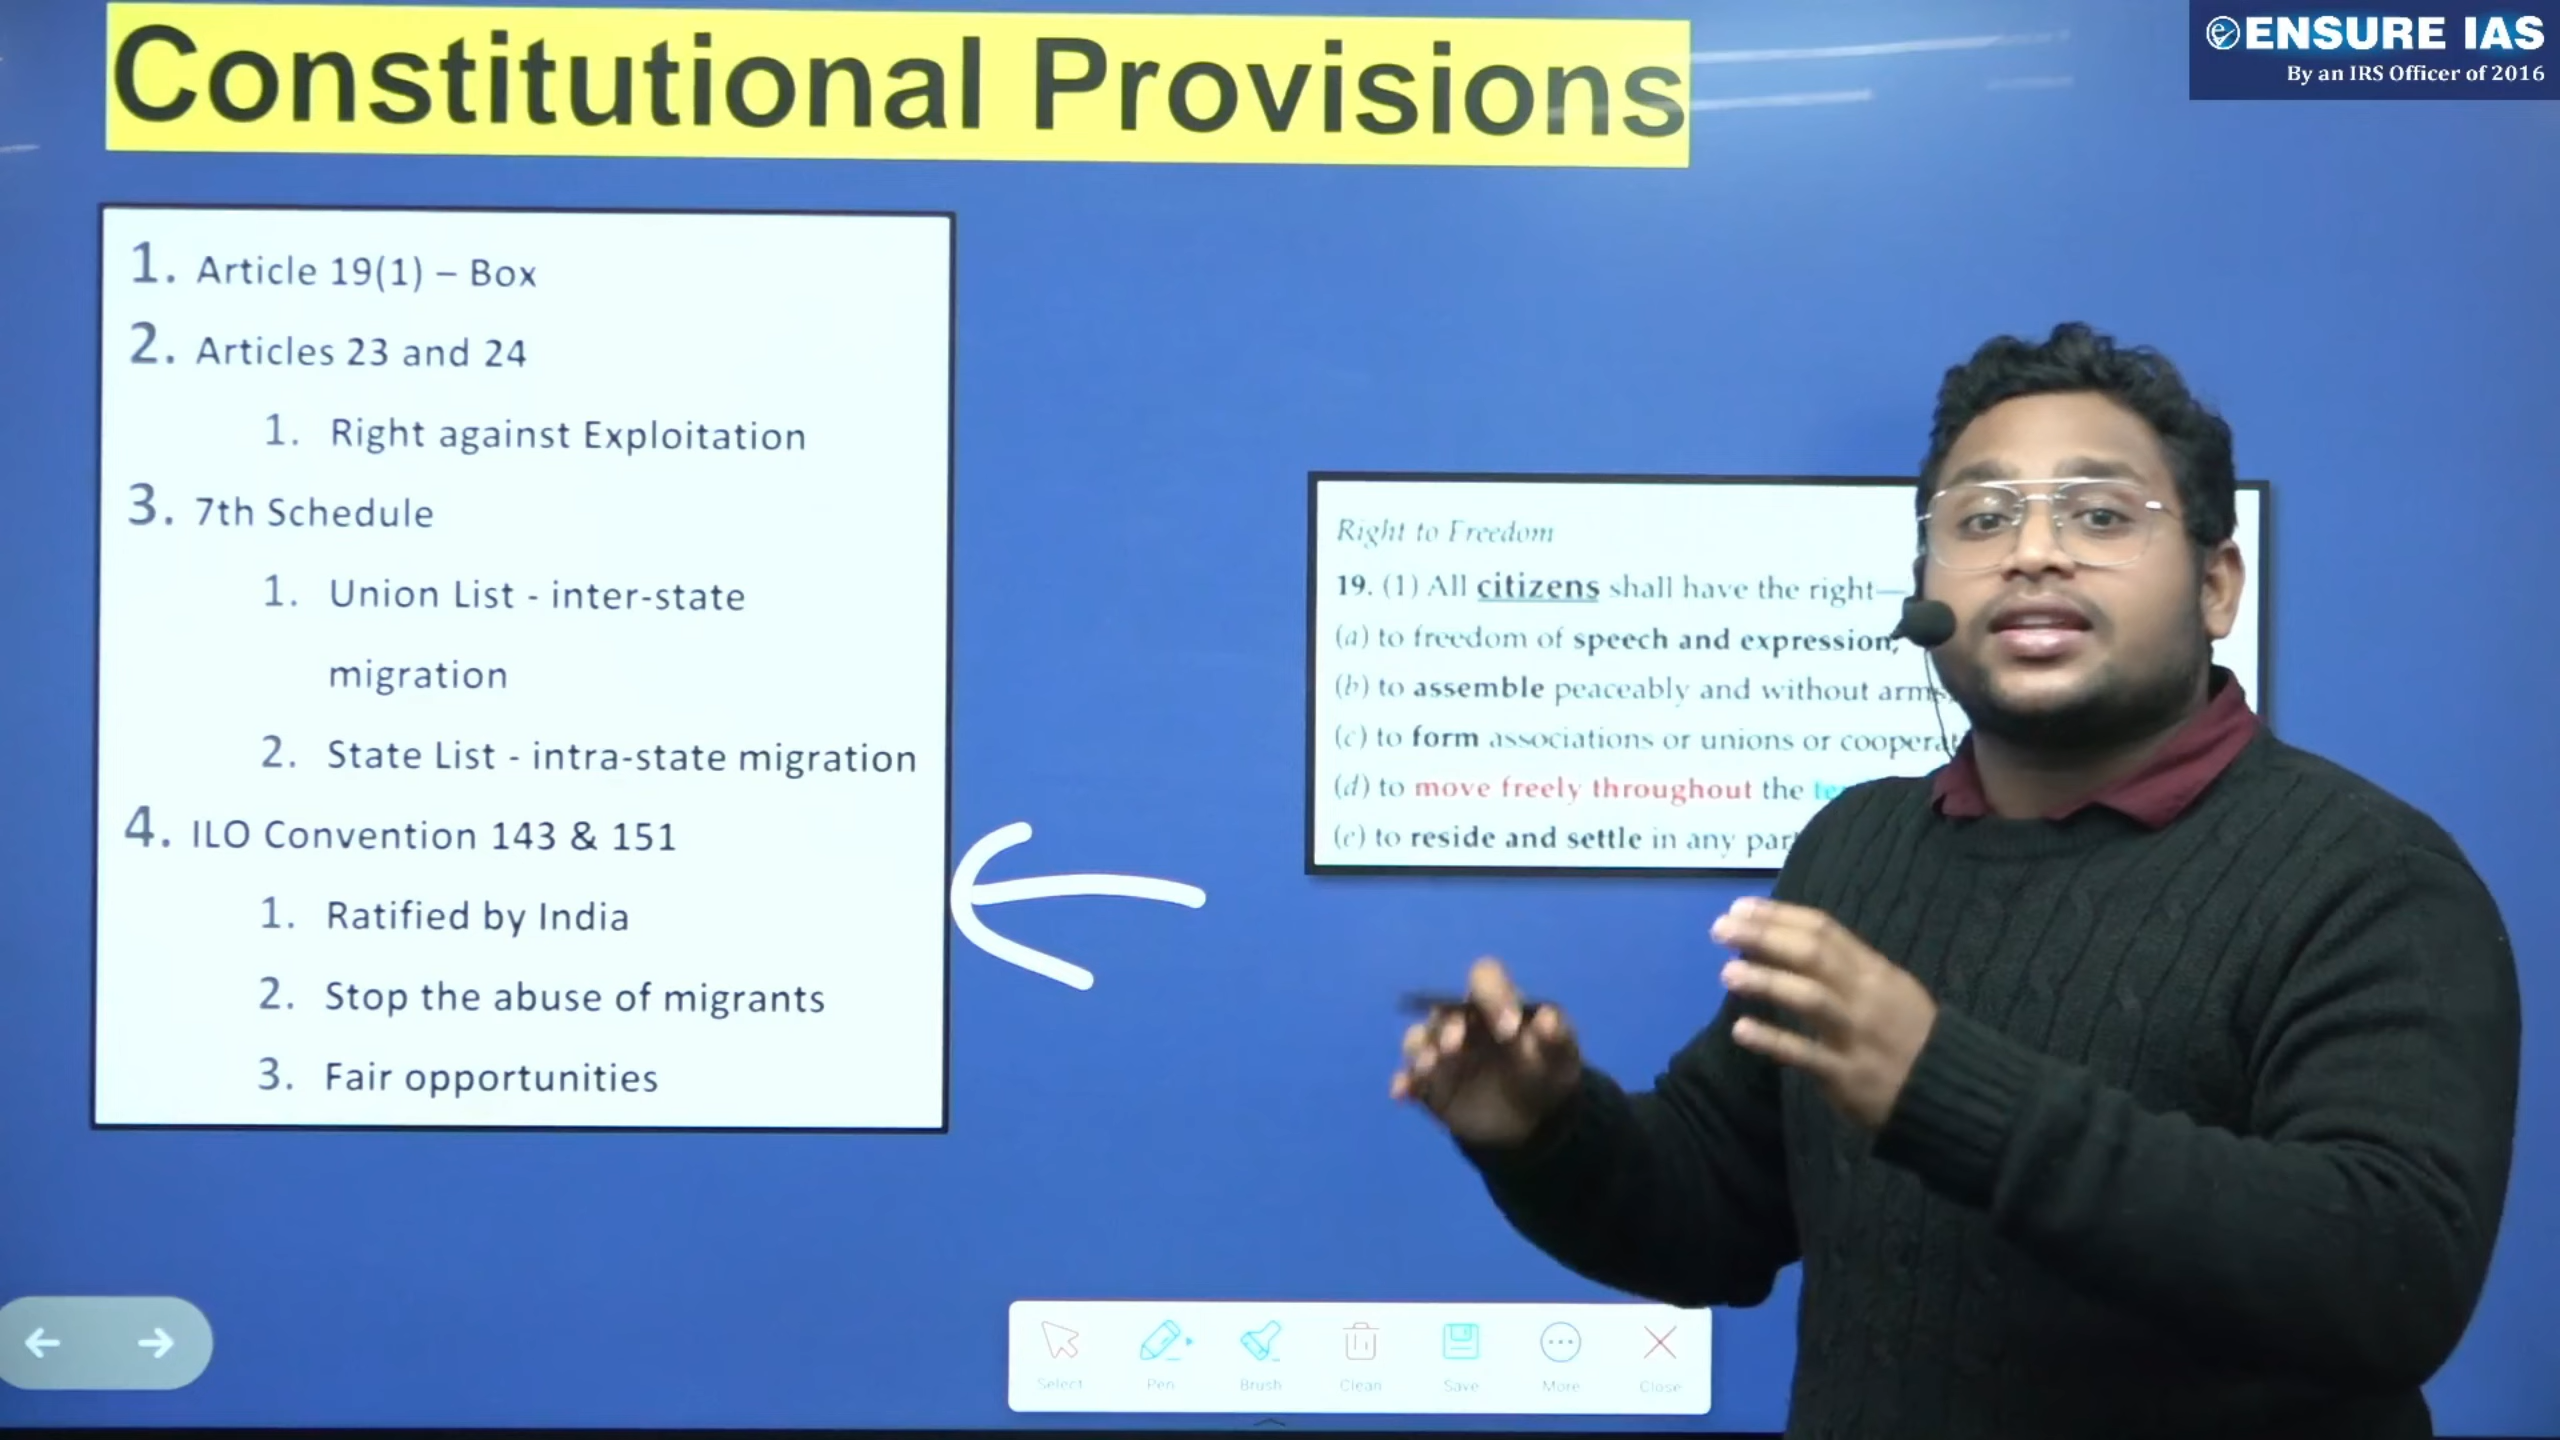 Constitutional Provisions
ENSURE IAS
By an IRS Officer of 2016
1. Article 19(1) – Box
2. Articles 23 and 24
1. Right against Exploitation
3. 7th Schedule
1. Union List - inter-state
migration
2. State List - intra-state migration
4. ILO Convention 143 & 151
1. Ratified by India
2. Stop the abuse of migrants
3. Fair opportunities
Right to Freedom
19. (1) All citizens shall have the right—
(a) to freedom of speech and expression;
(b) to assemble peaceably and without arms
(c) to form associations or unions or
(d) to move freely throughout the
(e) to reside and settle in any
Select
Pen
Brush
Clean
Save
More
Close